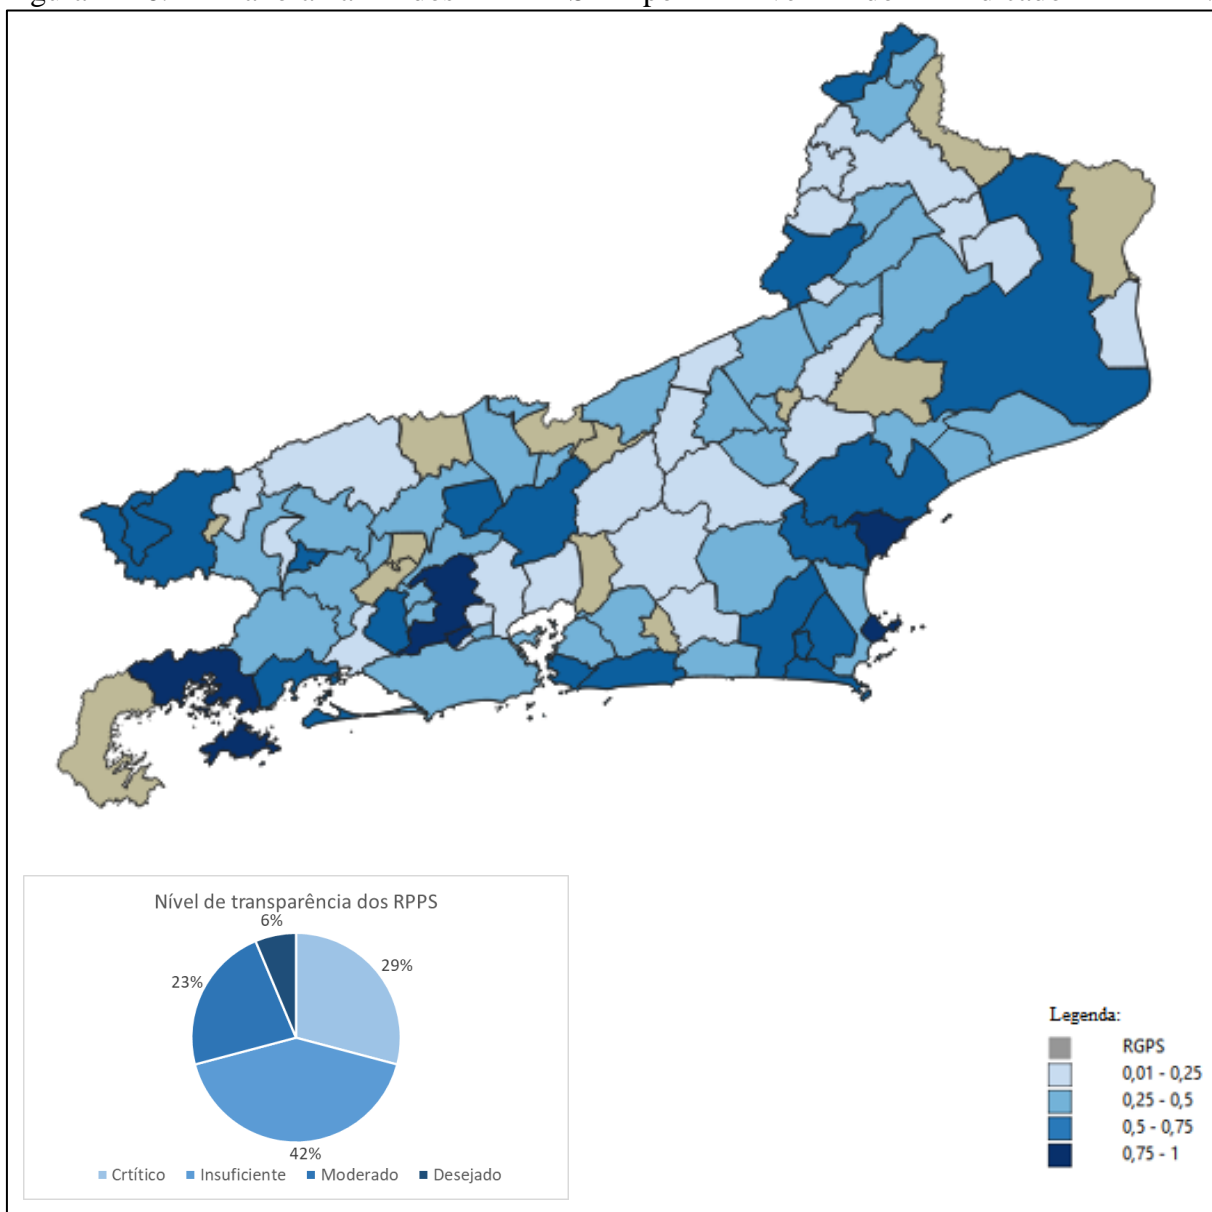 Nível de transparência dos RPPS
6%
29%
23%
42%
Crtítico Insuficiente Moderado Desejado
Legenda:
RGPS
0,01 - 0,25
0,25 - 0,5
0,5 - 0,75
0,75 - 1